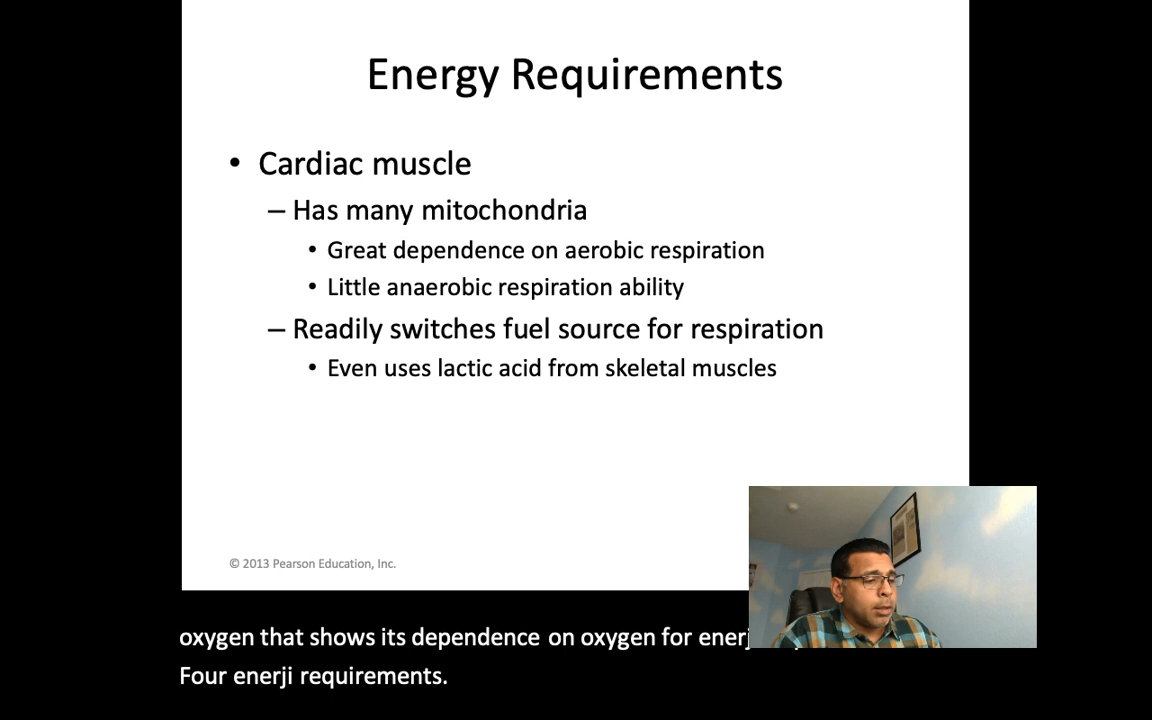 Energy Requirements
• Cardiac muscle
– Has many mitochondria
• Great dependence on aerobic respiration
• Little anaerobic respiration ability
– Readily switches fuel source for respiration
• Even uses lactic acid from skeletal muscles
© 2013 Pearson Education, Inc.
oxygen that shows its dependence on oxygen for
Four enerji requirements.